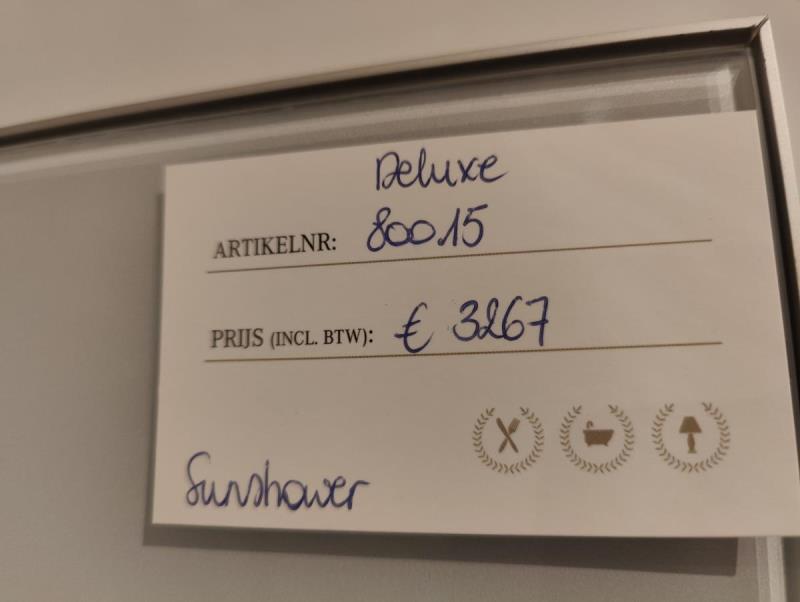 Deluxe
ARTIKELNR: 80015
PRIJS (INCL. BTW): € 3267
Sunshower